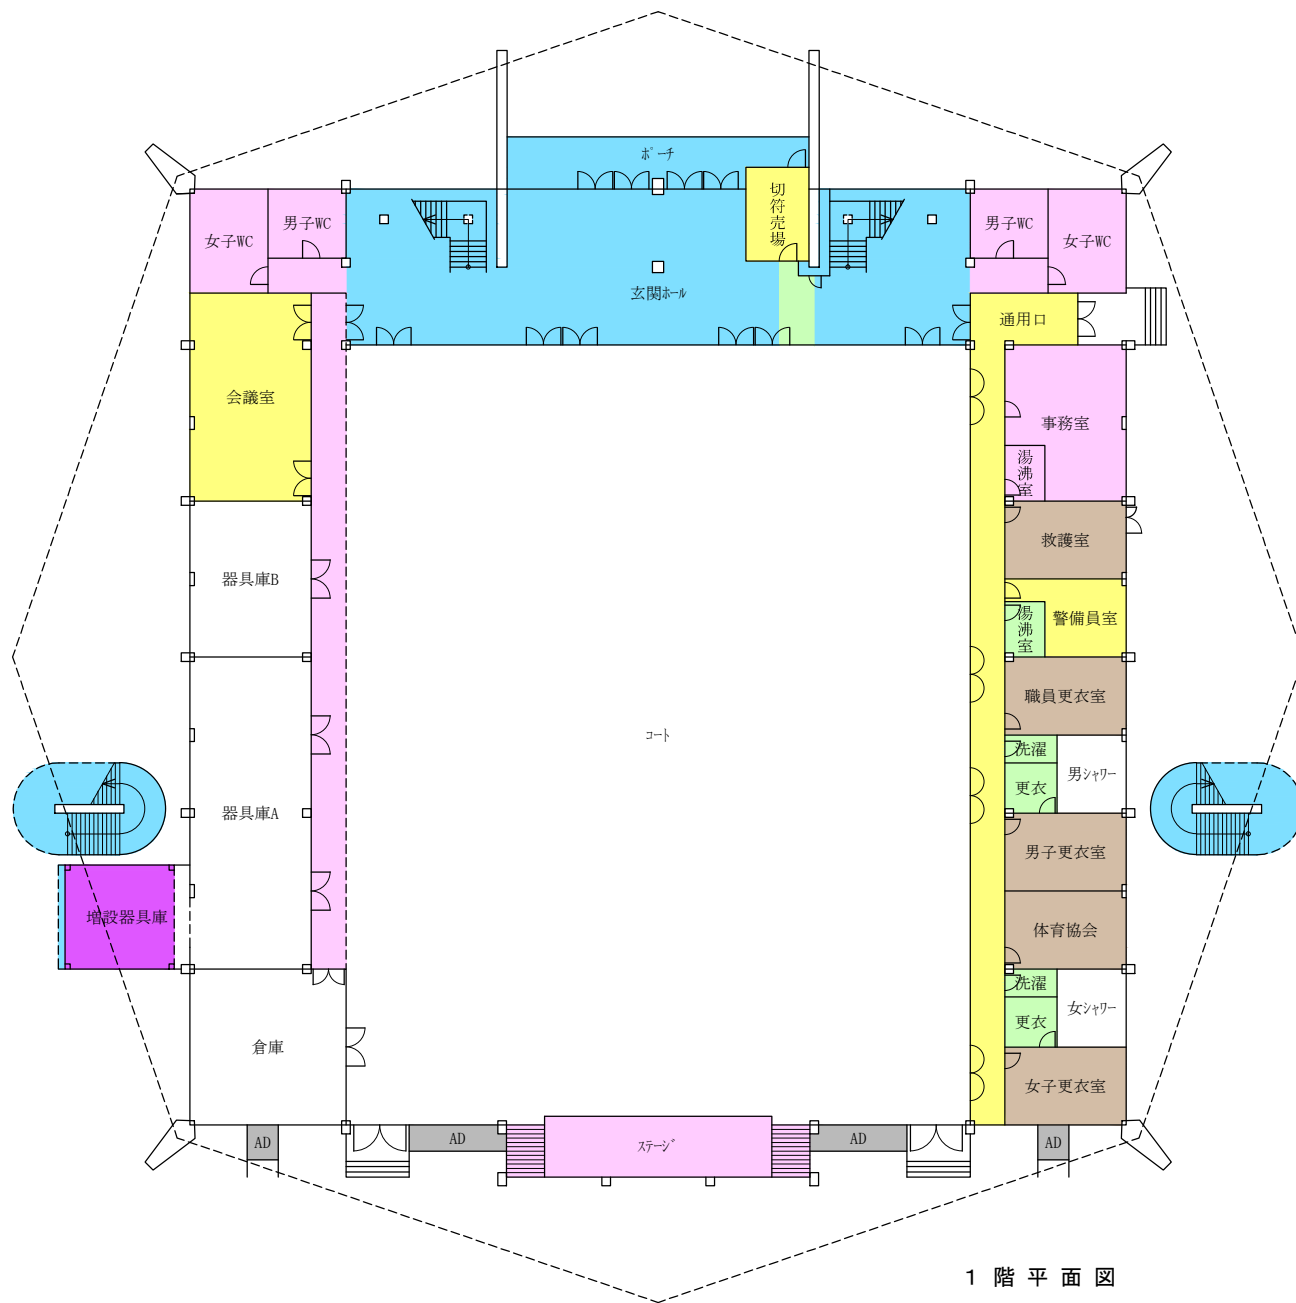 ポーチ
切符売場
女子WC
男子WC
男子WC
女子WC
玄関ホール
通用口
会議室
事務室
湯沸室
救護室
器具庫B
湯沸室
警備員室
職員更衣室
コート
洗濯
更衣
男シャワー
器具庫A
男子更衣室
増設器具庫
体育協会
洗濯
更衣
女シャワー
倉庫
女子更衣室
AD
AD
ステージ
AD
AD
1 階 平 面 図